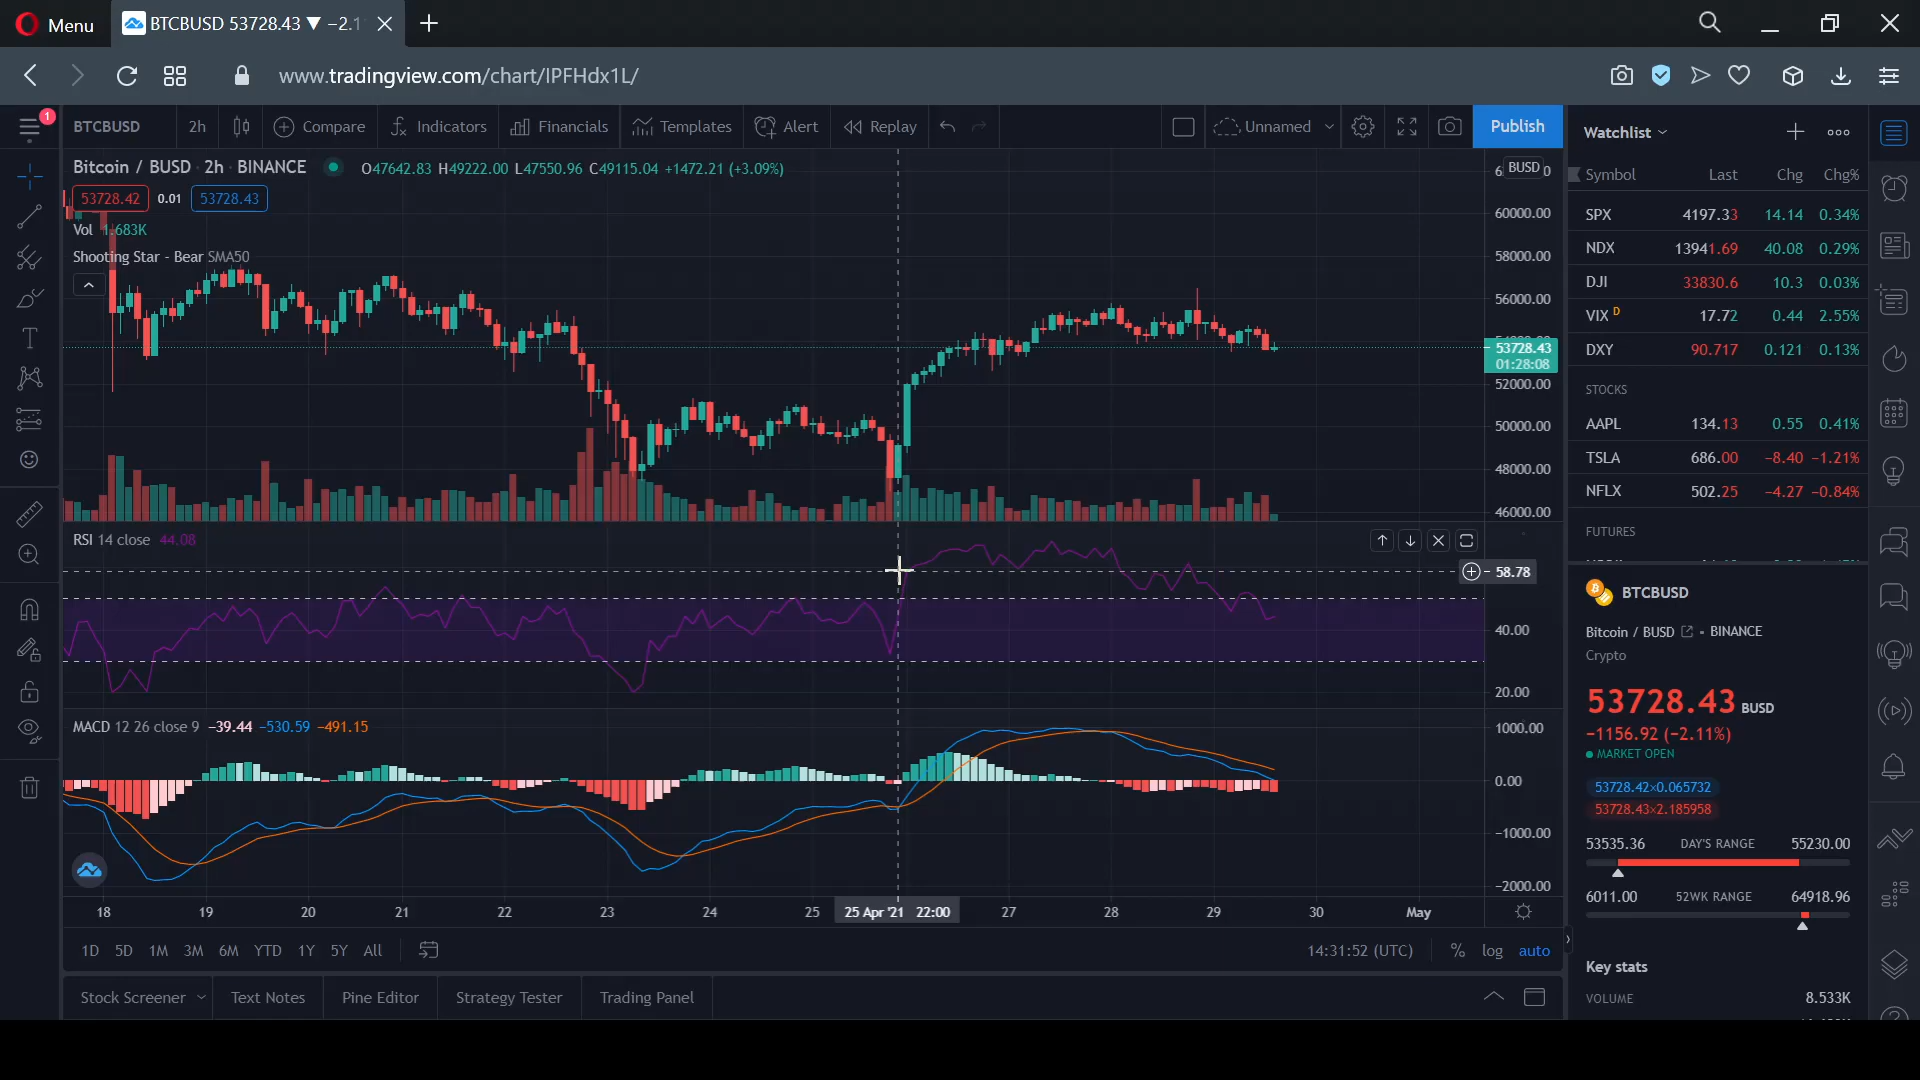 Menu
BTCBUSD 53728.43 ▼ −2.1
www.tradingview.com/chart/IPFHdx1L/
1
BTCBUSD 2h Compare Indicators Financials Templates Alert Replay Unnamed Publish
Bitcoin / BUSD · 2h · BINANCE O47642.83 H49222.00 L47550.96 C49115.04 +1472.21 (+3.09%)
53728.42 0.01 53728.43
Vol 1.683K
Shooting Star - Bear SMA50
BUSD
60000.00
58000.00
56000.00
53728.43
01:28:08
52000.00
50000.00
48000.00
46000.00
RSI 14 close 44.08
58.78
40.00
20.00
MACD 12 26 close 9 −39.44 −530.59 −491.15
1000.00
0.00
−1000.00
−2000.00
18 19 20 21 22 23 24 25 25 Apr '21 22:00 27 28 29 30 May
1D 5D 1M 3M 6M YTD 1Y 5Y All 14:31:52 (UTC) % log auto
Stock Screener Text Notes Pine Editor Strategy Tester Trading Panel
Watchlist
Symbol Last Chg Chg%
SPX 4197.33 14.14 0.34%
NDX 13941.69 40.08 0.29%
DJI 33830.6 10.3 0.03%
VIX D 17.72 0.44 2.55%
DXY 90.717 0.121 0.13%
STOCKS
AAPL 134.13 0.55 0.41%
TSLA 686.00 −8.40 −1.21%
NFLX 502.25 −4.27 −0.84%
FUTURES
BTCBUSD
Bitcoin / BUSD • BINANCE
Crypto
53728.43 BUSD
−1156.92 (−2.11%)
MARKET OPEN
53728.42×0.065732
53728.43×2.185958
53535.36 DAY'S RANGE 55230.00
6011.00 52WK RANGE 64918.96
Key stats
VOLUME 8.533K